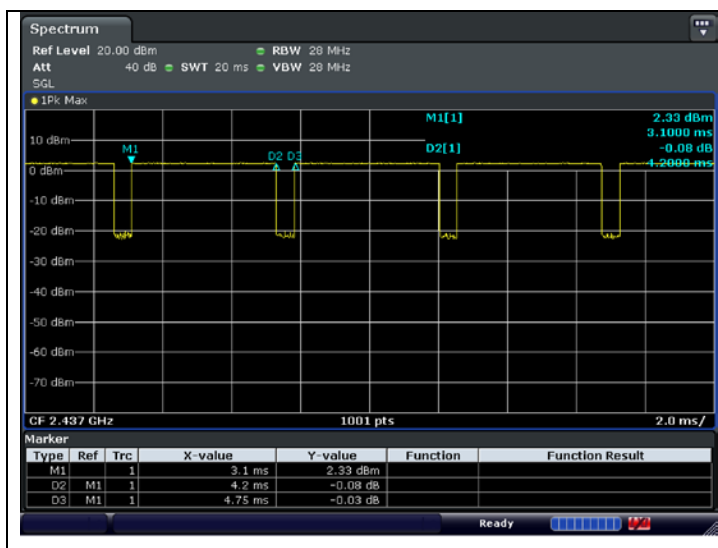 Spectrum
Ref Level 20.00 dBm RBW 28 MHz
Att 40 dB SWT 20 ms VBW 28 MHz
SGL
1Pk Max
M1[1] 2.33 dBm
3.1000 ms
D2[1] -0.08 dB
4.2000 ms
10 dBm
M1
D2 D3
0 dBm
-10 dBm
-20 dBm
-30 dBm
-40 dBm
-50 dBm
-60 dBm
-70 dBm
CF 2.437 GHz 1001 pts 2.0 ms/
Marker
Type Ref Trc X-value Y-value Function Function Result
M1 1 3.1 ms 2.33 dBm
D2 M1 1 4.2 ms -0.08 dB
D3 M1 1 4.75 ms -0.03 dB
Ready